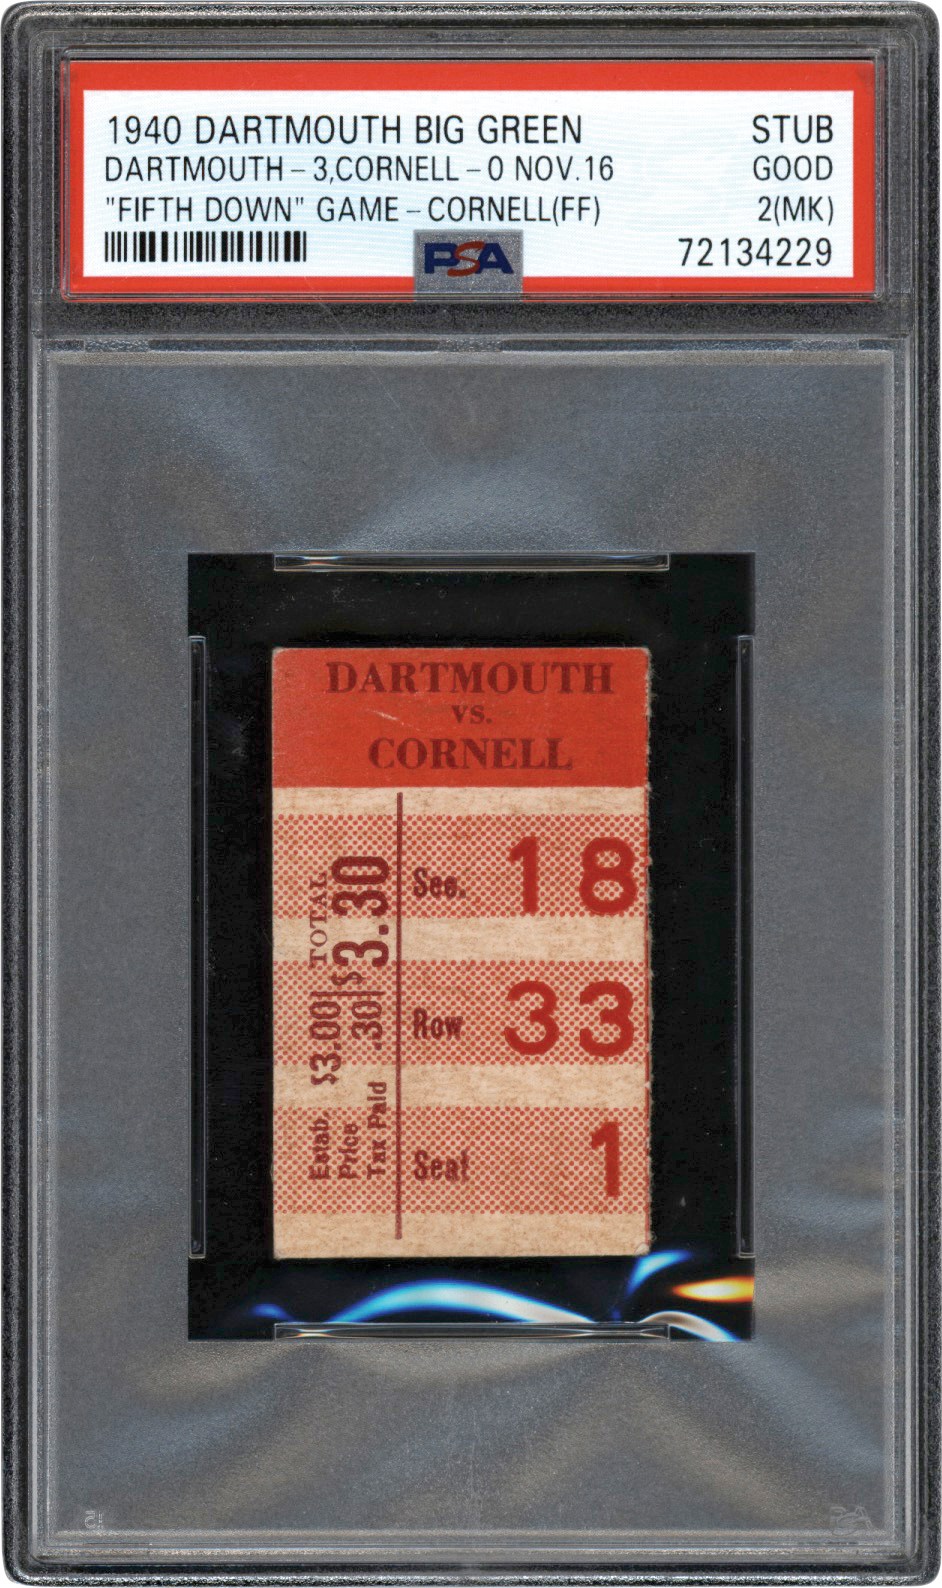 1940 DARTMOUTH BIG GREEN STUB
DARTMOUTH - 3,CORNELL - 0 NOV.16 GOOD
"FIFTH DOWN" GAME - CORNELL(FF) 2(MK)
PSA 72134229
DARTMOUTH
VS.
CORNELL
Sec. 18
Row 33
Seat 1
Estab. $3.00 TOTAL
Price
Tax Paid .30 $3.30